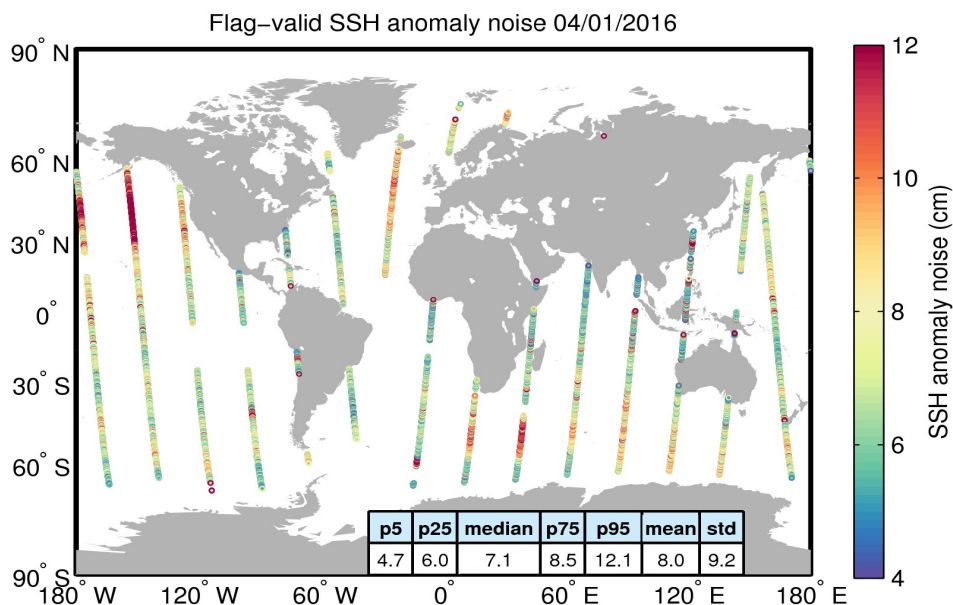 Flag−valid SSH anomaly noise 04/01/2016
90° N
60° N
30° N
0°
30° S
60° S
90° S
180° W
120° W
60° W
0°
60° E
120° E
180° E
p5 p25 median p75 p95 mean std
4.7 6.0 7.1 8.5 12.1 8.0 9.2
12
10
8
6
4
SSH anomaly noise (cm)